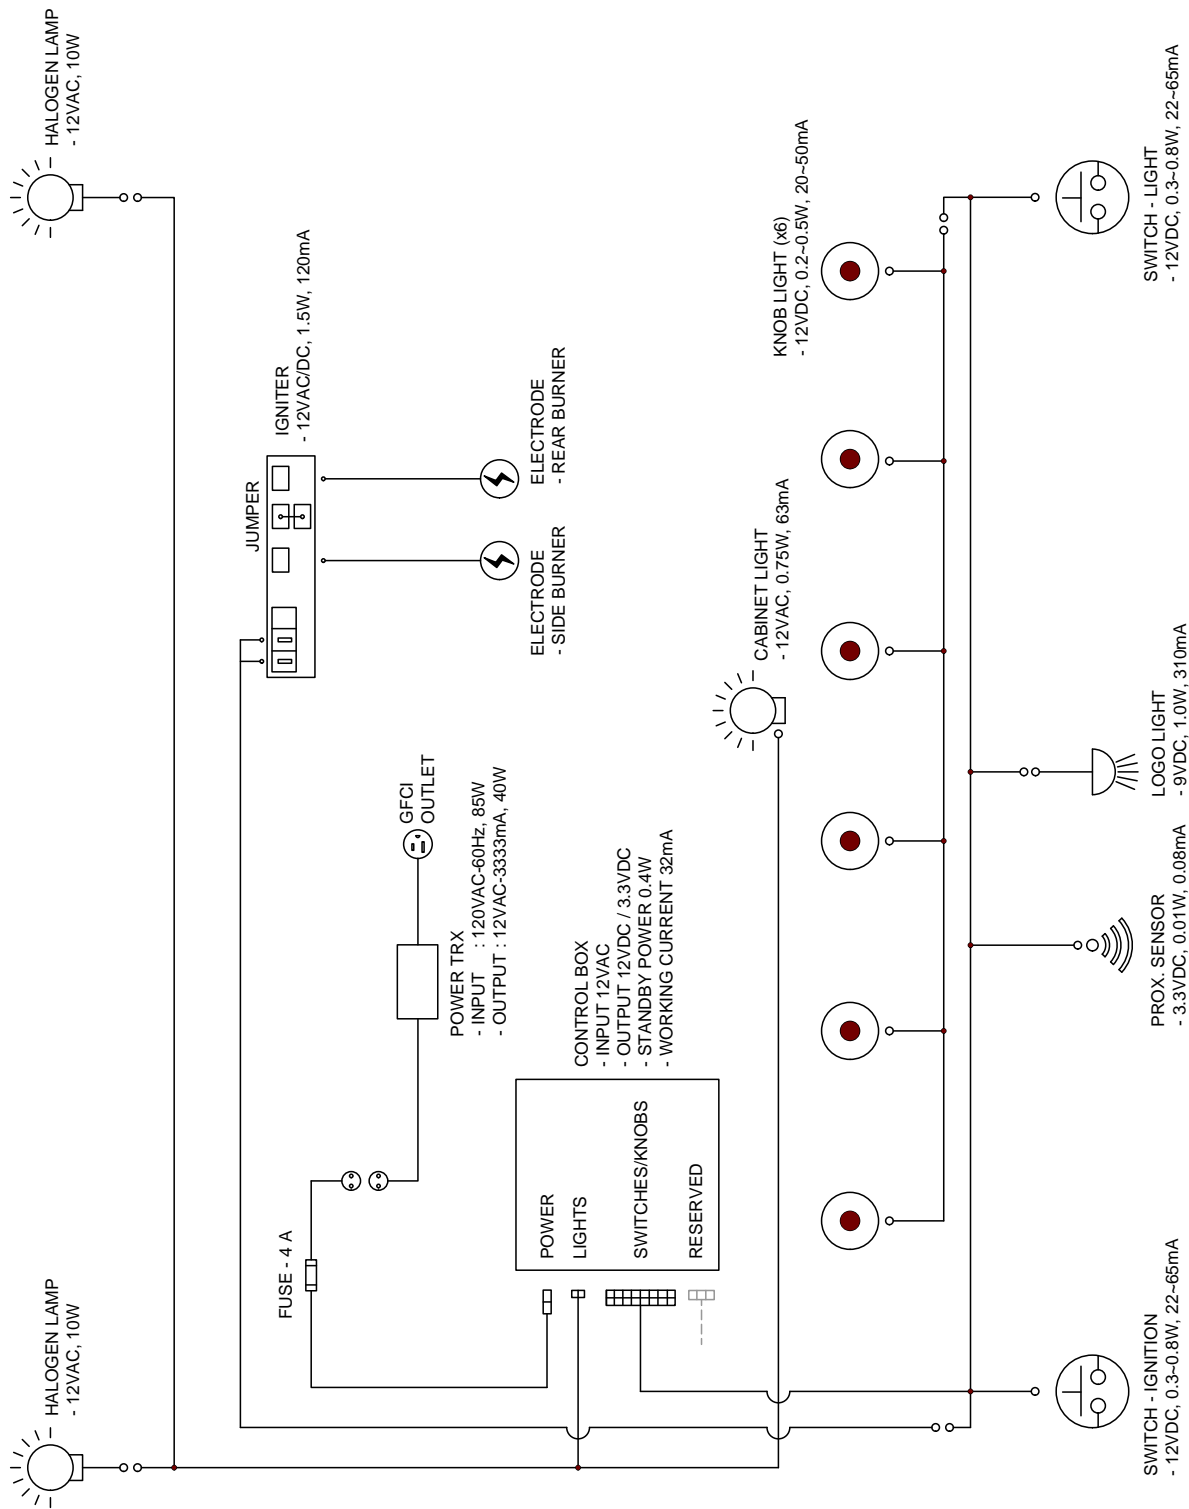 HALOGEN LAMP
- 12VAC, 10W
HALOGEN LAMP
- 12VAC, 10W
FUSE - 4 A
JUMPER
IGNITER
- 12VAC/DC, 1.5W, 120mA
GFCI
OUTLET
POWER TRX
- INPUT : 120VAC-60Hz, 85W
- OUTPUT : 12VAC-3333mA, 40W
ELECTRODE
- SIDE BURNER
ELECTRODE
- REAR BURNER
POWER
LIGHTS
SWITCHES/KNOBS
RESERVED
CONTROL BOX
- INPUT 12VAC
- OUTPUT 12VDC / 3.3VDC
- STANDBY POWER 0.4W
- WORKING CURRENT 32mA
CABINET LIGHT
- 12VAC, 0.75W, 63mA
KNOB LIGHT (x6)
- 12VDC, 0.2~0.5W, 20~50mA
SWITCH - IGNITION
- 12VDC, 0.3~0.8W, 22~65mA
PROX. SENSOR
- 3.3VDC, 0.01W, 0.08mA
LOGO LIGHT
- 9VDC, 1.0W, 310mA
SWITCH - LIGHT
- 12VDC, 0.3~0.8W, 22~65mA